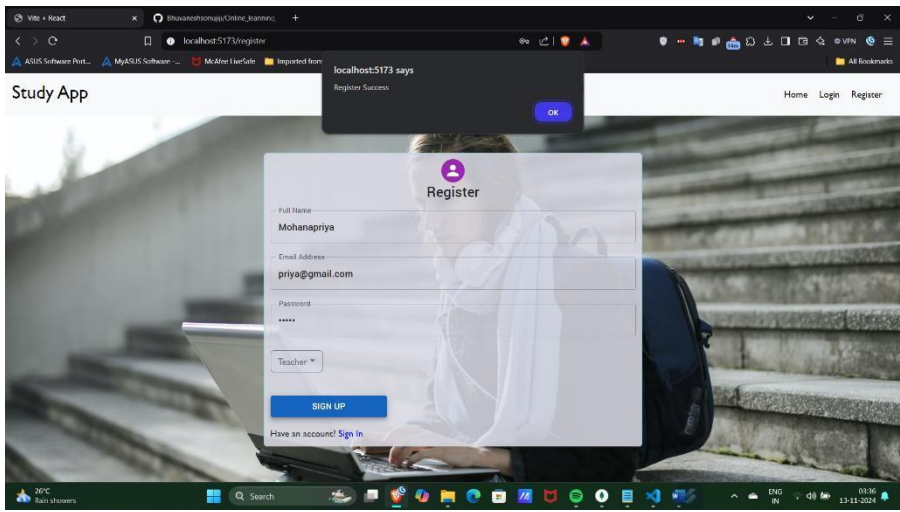 Vite + React
Bhuvaneshsonujiji/Online_learning
localhost:5173/register
14m
VPN
ASUS Software Port...
MyASUS Software -...
McAfee LiveSafe
Imported from
All Bookmarks
localhost:5173 says
Register Success
OK
Study App
Home Login Register
Register
Full Name
Mohanapriya
Email Address
priya@gmail.com
Password
•••••
Teacher
SIGN UP
Have an account? Sign In
26°C
Rain showers
Search
ENG
IN
03:36
13-11-2024